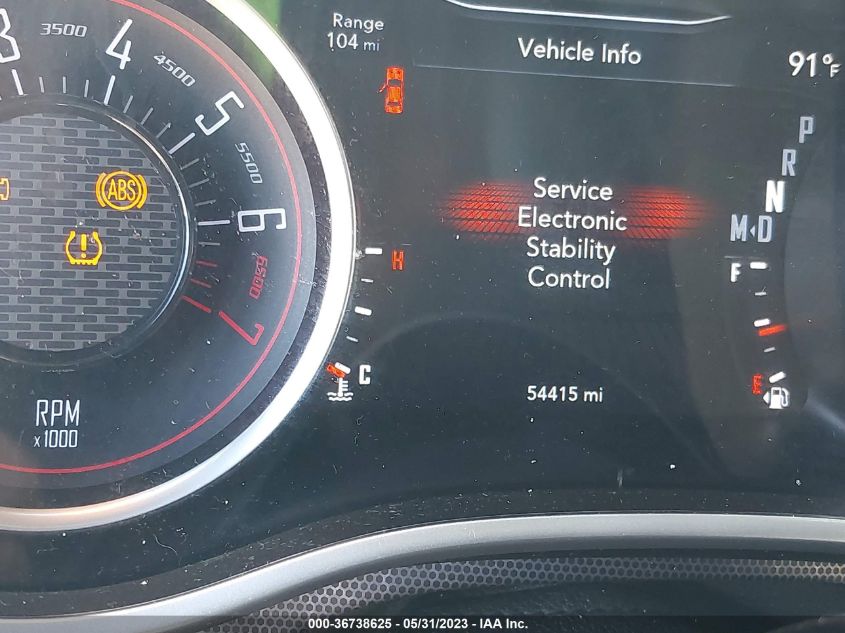 3
3500
4
4500
5
5500
6
6500
7
ABS
!
RPM
x1000
Range
104 mi
H
C
Vehicle Info
91°F
Service
Electronic
Stability
Control
54415 mi
P
R
N
M D
F
E
000-36738625 - 05/31/2023 - IAA Inc.